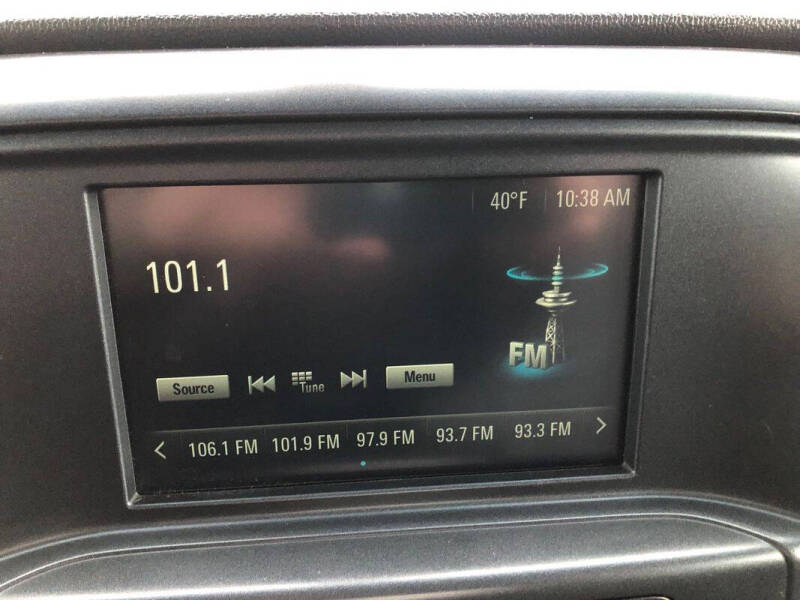 40°F 10:38 AM
101.1
FM
Source Tune Menu
106.1 FM 101.9 FM 97.9 FM 93.7 FM 93.3 FM